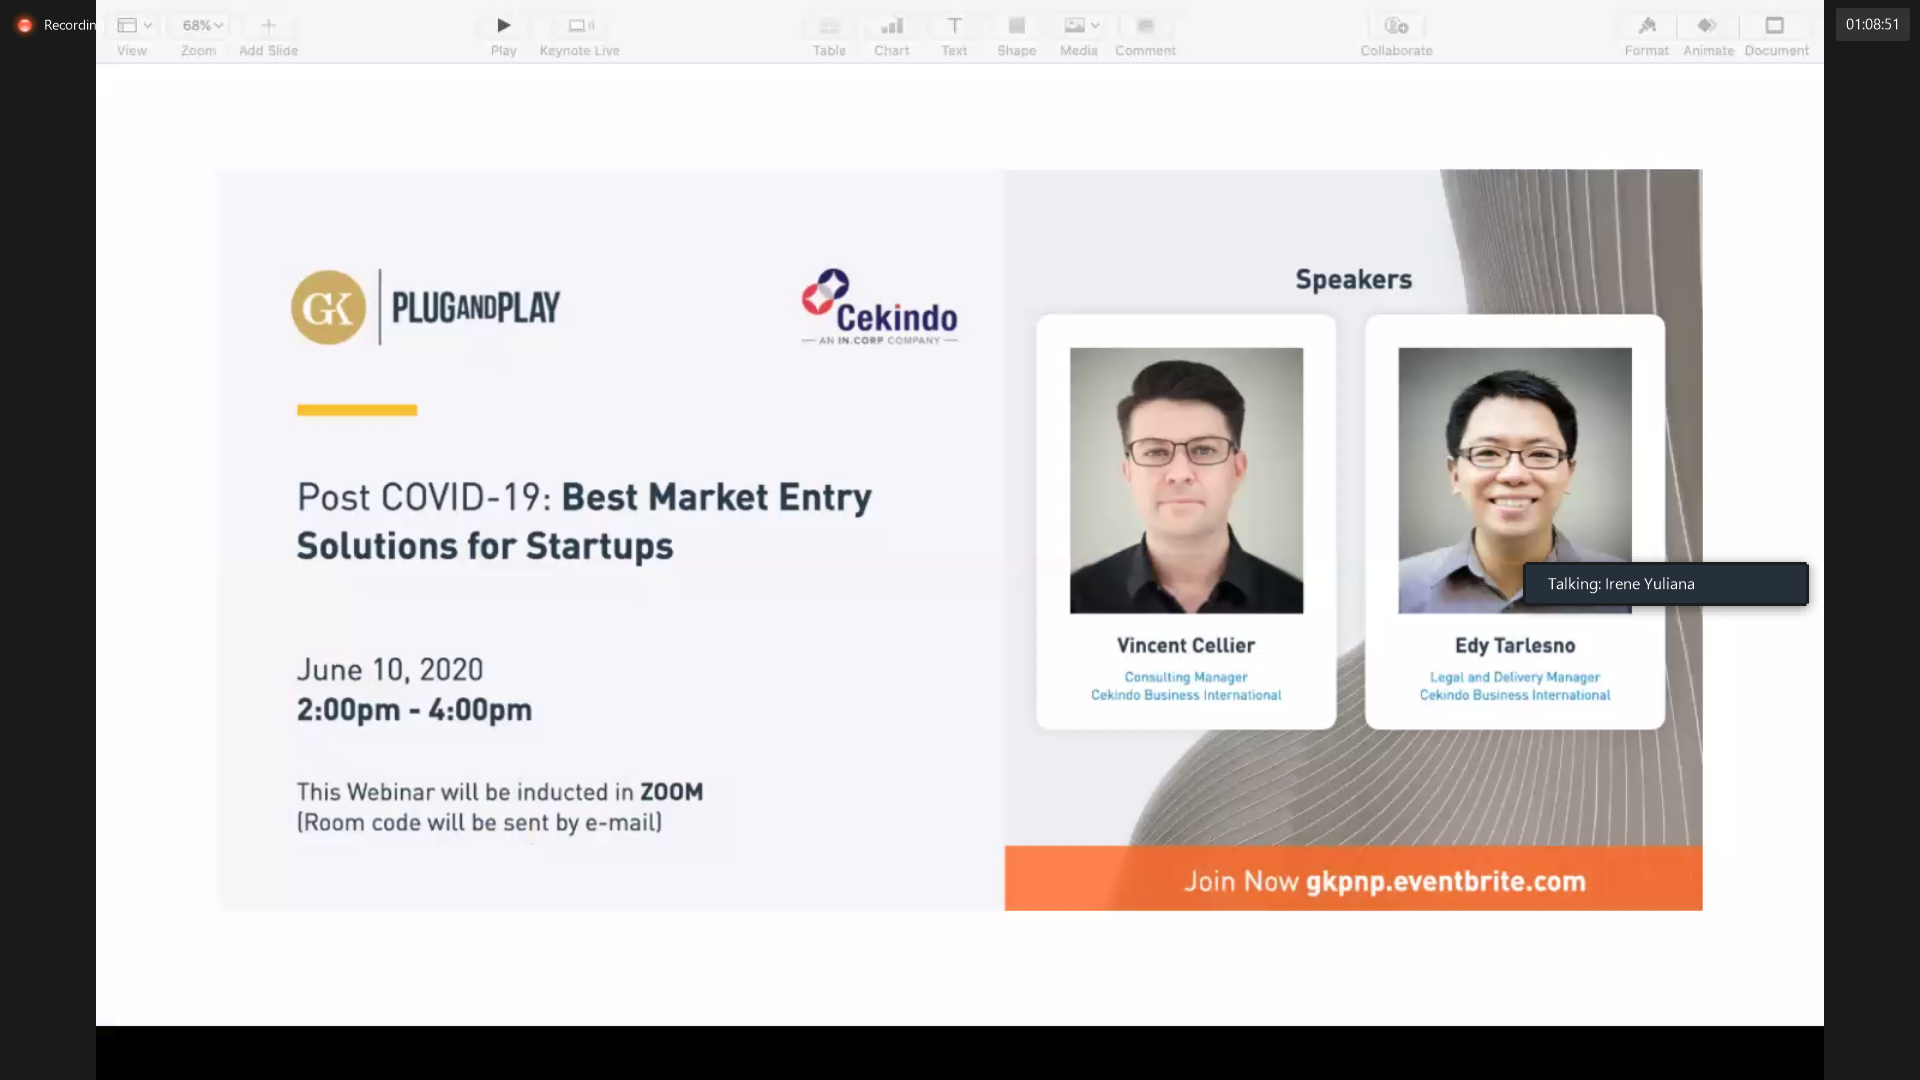 Recording
01:08:51
68%
View
Zoom
Add Slide
Play
Keynote Live
Table
Chart
Text
Shape
Media
Comment
Collaborate
Format
Animate
Document
GK
PLUGANDPLAY
Cekindo
AN IN.CORP COMPANY
Post COVID-19: Best Market Entry
Solutions for Startups
June 10, 2020
2:00pm - 4:00pm
This Webinar will be inducted in ZOOM
(Room code will be sent by e-mail)
Speakers
Vincent Cellier
Consulting Manager
Cekindo Business International
Talking: Irene Yuliana
Edy Tarlesno
Legal and Delivery Manager
Cekindo Business International
Join Now gkpnp.eventbrite.com